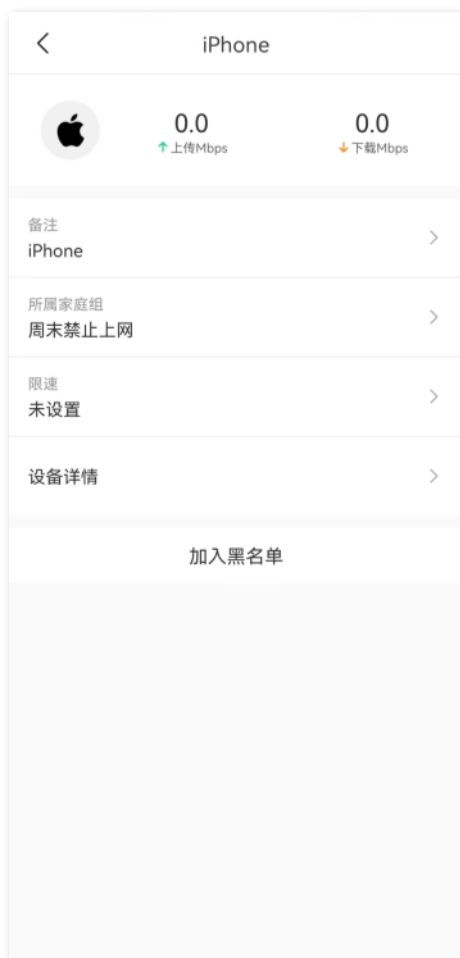 iPhone
0.0
↑上传Mbps
0.0
↓下载Mbps
备注
iPhone
所属家庭组
周末禁止上网
限速
未设置
设备详情
加入黑名单